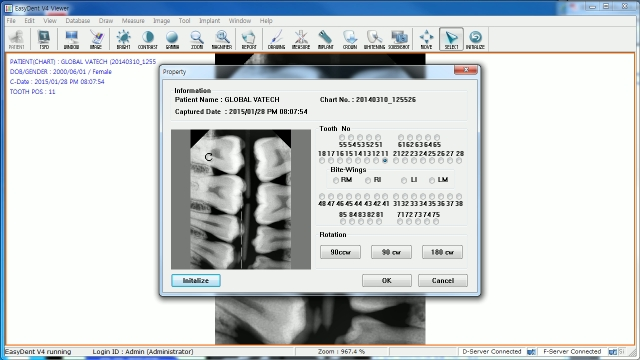 EasyDent V4 Viewer
File Edit View Database Draw Measure Image Tool Implant Window Help
PATIENT TSPO WINDOW IMAGE BRIGHT CONTRAST GAMMA ZOOM MAGNIFIER REPORT DRAWING MEASURE IMPLANT CROWN WHITENING SCREENSHOT MOVE SELECT INITIALIZE
PATIENT(CHART) : GLOBAL VATECH (20140310_1255
DOB/GENDER : 2000/06/01 / Female
C-Date : 2015/01/28 PM 08:07:54
TOOTH POS : 11
Property
Information
Patient Name : GLOBAL VATECH Chart No. : 20140310_125526
Captured Date : 2015/01/28 PM 08:07:54
Tooth No
55 54 53 52 51 61 62 63 64 65
18 17 16 15 14 13 12 11 21 22 23 24 25 26 27 28
Bite-Wings
RM RI LI LM
48 47 46 45 44 43 42 41 31 32 33 34 35 36 37 38
85 84 83 82 81 71 72 73 74 75
Rotation
90ccw 90 cw 180 cw
Initalize OK Cancel
EasyDent V4 running Login ID : Admin (Administrator) Zoom : 967.4 % D-Server Connected F-Server Connected